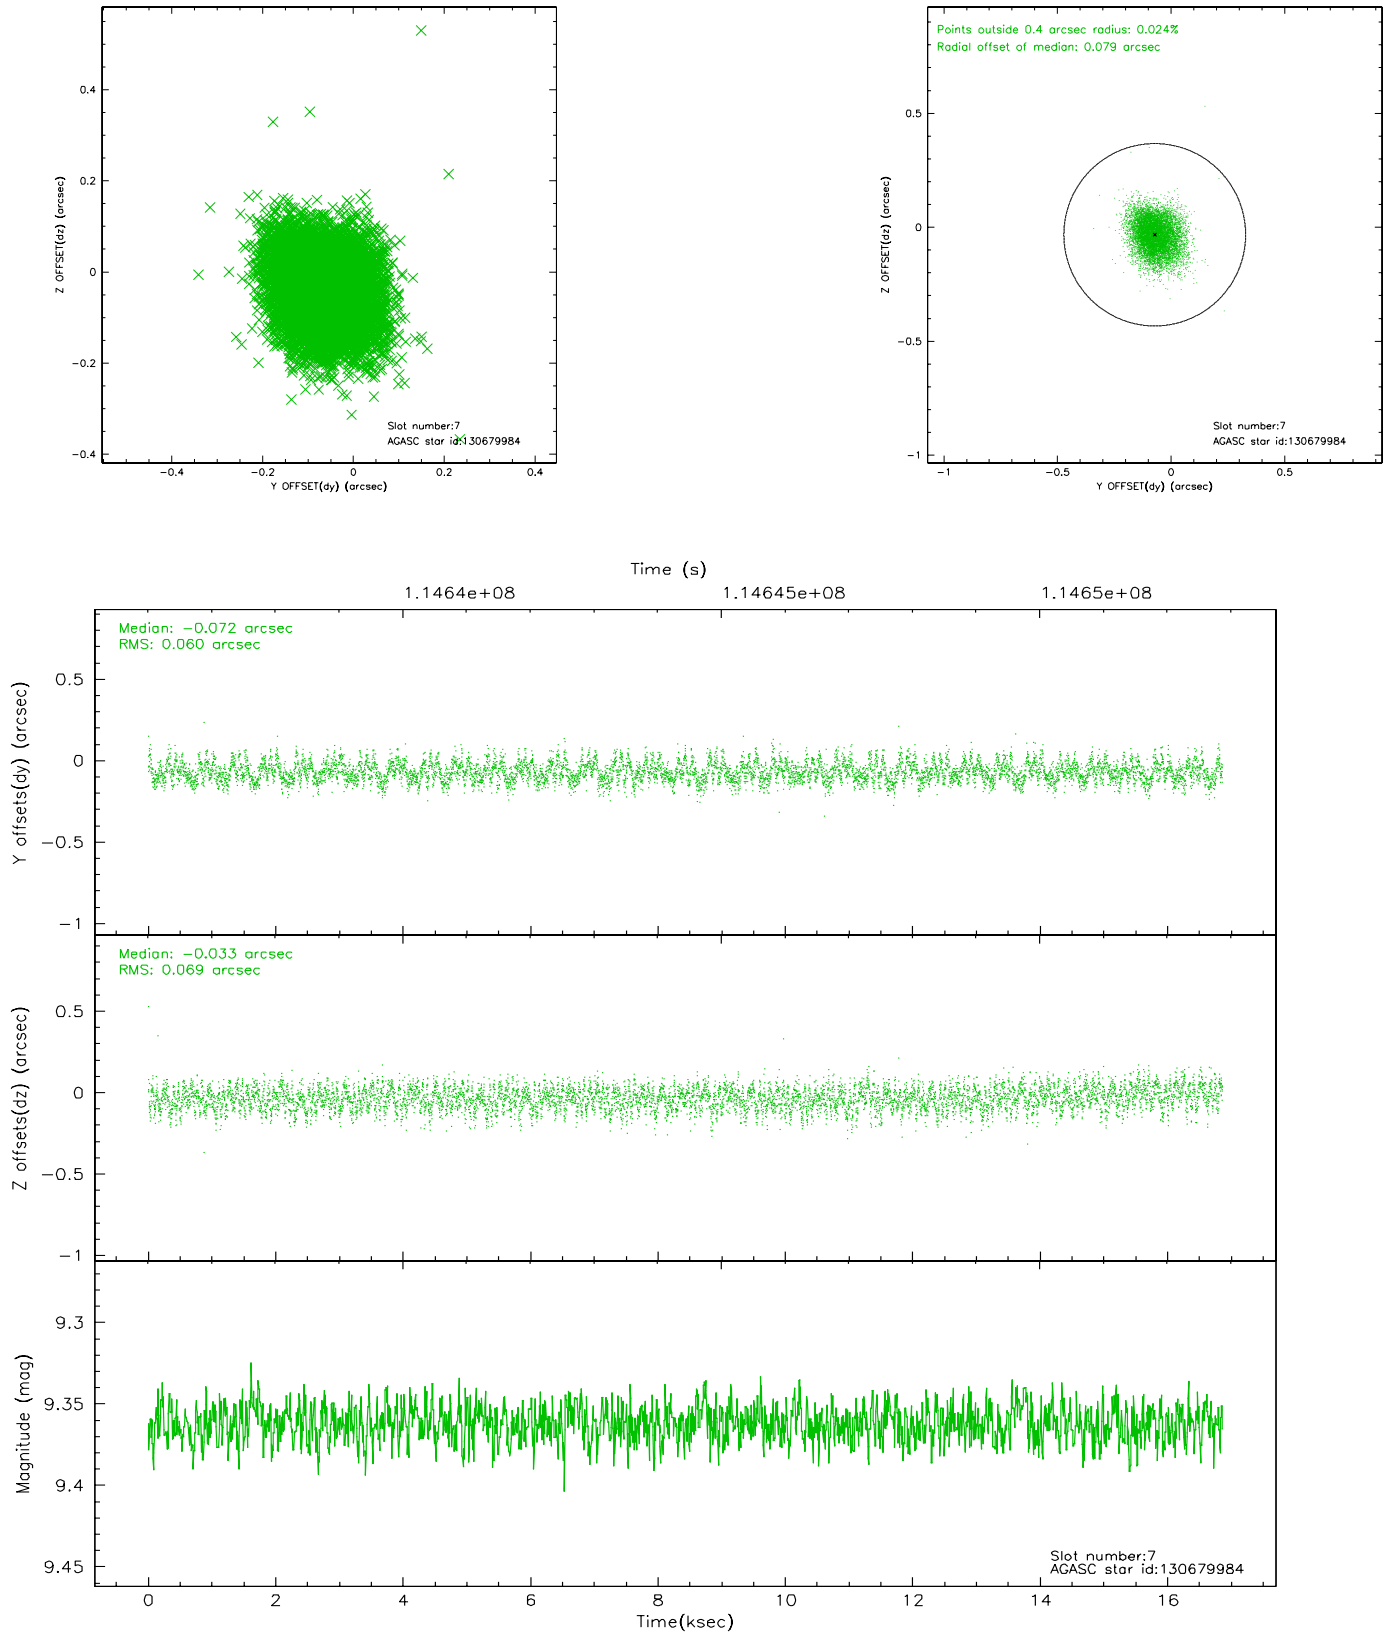 0.4
0.2
0
−0.2
−0.4
Z OFFSET(dz) (arcsec)
−0.4
−0.2
0
0.2
0.4
Y OFFSET(dy) (arcsec)
Slot number:7
AGASC star id:130679984
Points outside 0.4 arcsec radius: 0.024%
Radial offset of median: 0.079 arcsec
0.5
0
−0.5
−1
Z OFFSET(dz) (arcsec)
Slot number:7
AGASC star id:130679984
−1
−0.5
0
0.5
Y OFFSET(dy) (arcsec)
Time (s)
1.1464e+08
1.14645e+08
1.1465e+08
Median: −0.072 arcsec
RMS: 0.060 arcsec
0.5
0
−0.5
−1
Y offsets(dy) (arcsec)
Median: −0.033 arcsec
RMS: 0.069 arcsec
0.5
0
−0.5
−1
Z offsets(dz) (arcsec)
9.3
9.35
9.4
9.45
Magnitude (mag)
Slot number:7
AGASC star id:130679984
0
2
4
6
8
10
12
14
16
Time(ksec)